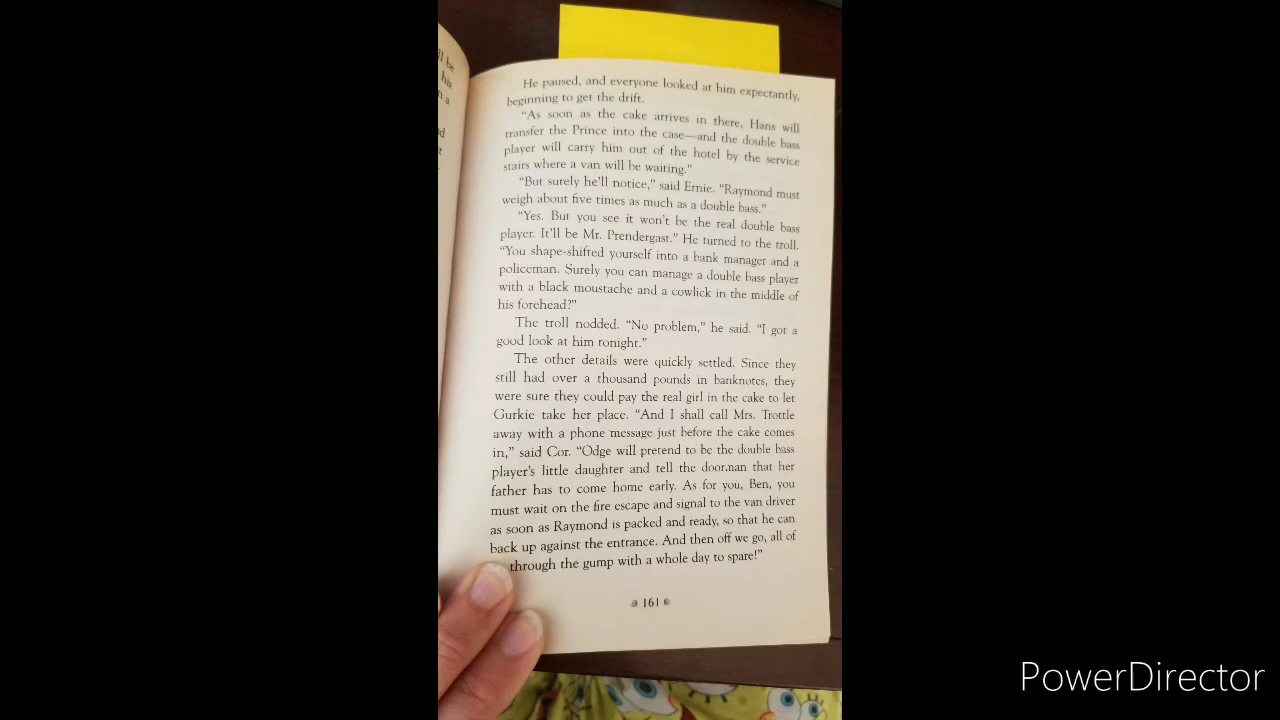 ll be
his
n a
He paused, and everyone looked at him expectantly,
beginning to get the drift.
“As soon as the cake arrives in there, Hans will
transfer the Prince into the case—and the double bass
player will carry him out of the hotel by the service
stairs where a van will be waiting.”
“But surely he’ll notice,” said Ernie. “Raymond must
weigh about five times as much as a double bass.”
“Yes. But you see it won’t be the real double bass
player. It’ll be Mr. Prendergast.” He turned to the troll.
“You shape-shifted yourself into a bank manager and a
policeman. Surely you can manage a double bass player
with a black moustache and a cowlick in the middle of
his forehead?”
The troll nodded. “No problem,” he said. “I got a
good look at him tonight.”
The other details were quickly settled. Since they
still had over a thousand pounds in banknotes, they
were sure they could pay the real girl in the cake to let
Gurkie take her place. “And I shall call Mrs. Trottle
away with a phone message just before the cake comes
in,” said Cor. “Odge will pretend to be the double bass
player’s little daughter and tell the doorman that her
father has to come home early. As for you, Ben, you
must wait on the fire escape and signal to the van driver
as soon as Raymond is packed and ready, so that he can
back up against the entrance. And then off we go, all of
through the gump with a whole day to spare!”
161
PowerDirector